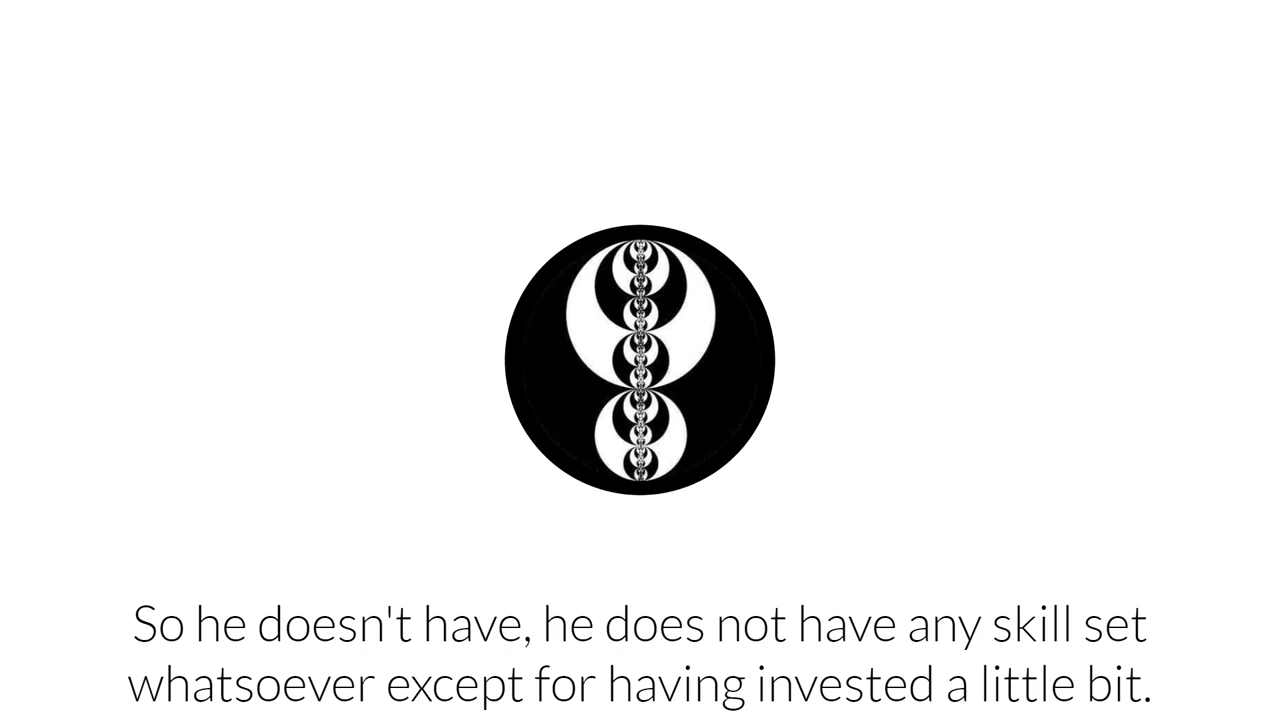 So he doesn't have, he does not have any skill set
whatsoever except for having invested a little bit.